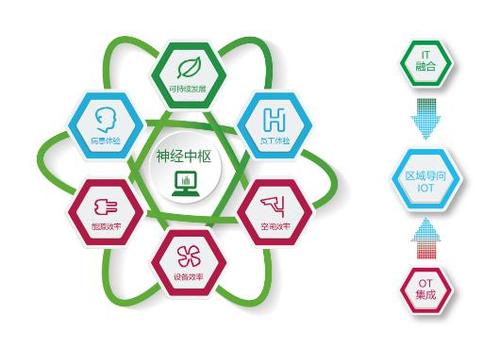 可持续发展
病患体验
员工体验
神经中枢
能源效率
空间效率
设备效率
IT
融合
区域导向
IOT
OT
集成